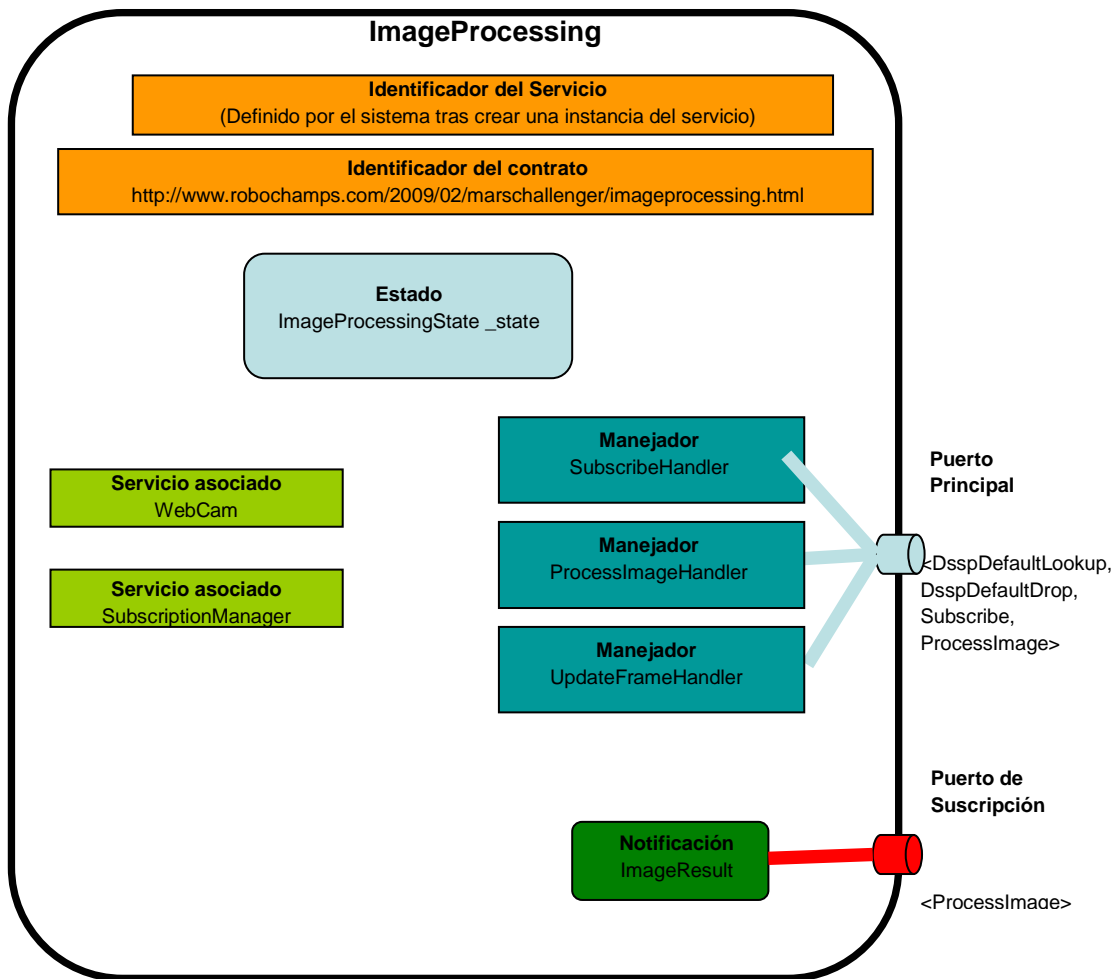 ImageProcessing
Identificador del Servicio
(Definido por el sistema tras crear una instancia del servicio)
Identificador del contrato
http://www.robochamps.com/2009/02/marschallenger/imageprocessing.html
Estado
ImageProcessingState _state
Manejador
SubscribeHandler
Servicio asociado
WebCam
Manejador
ProcessImageHandler
Servicio asociado
SubscriptionManager
Manejador
UpdateFrameHandler
Puerto
Principal
<DsspDefaultLookup,
DsspDefaultDrop,
Subscribe,
ProcessImage>
Puerto de
Suscripción
Notificación
ImageResult
<ProcessImage>